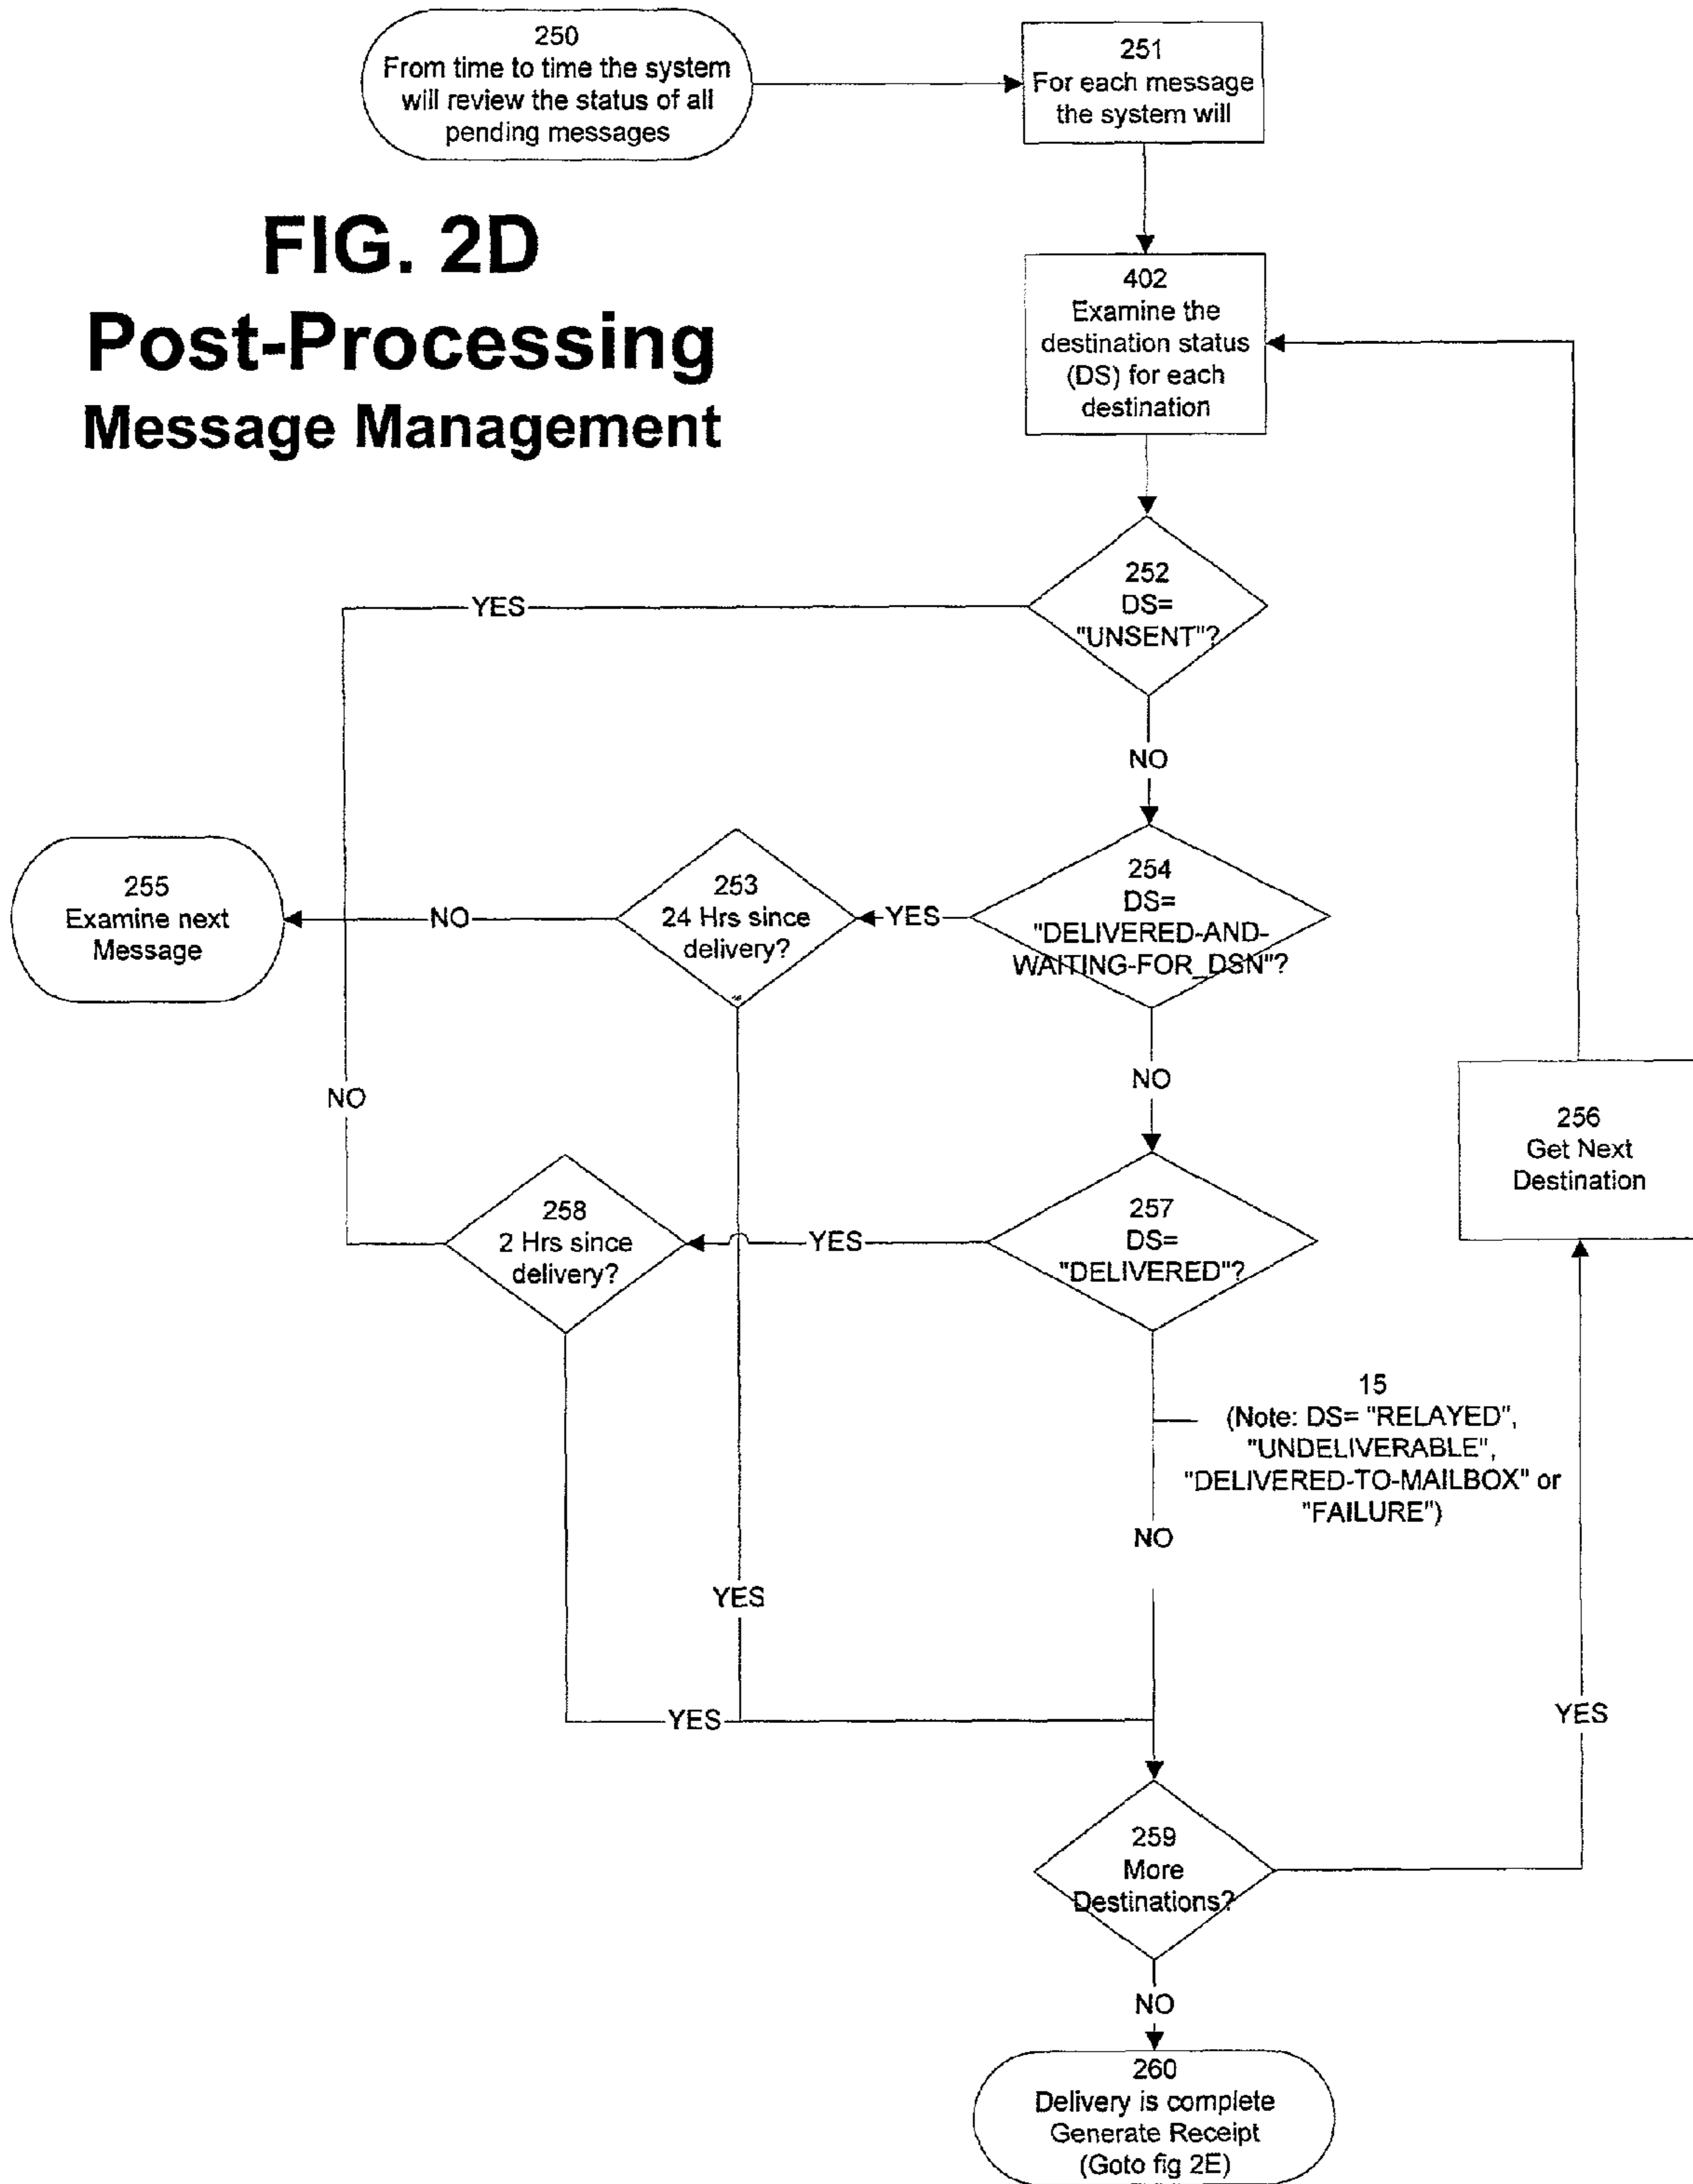 250
From time to time the system
will review the status of all
pending messages
251
For each message
the system will
FIG. 2D
Post-Processing
Message Management
402
Examine the
destination status
(DS) for each
destination
252
DS=
"UNSENT"?
YES
NO
254
DS=
"DELIVERED-AND-
WAITING-FOR_DSN"?
YES
253
24 Hrs since
delivery?
NO
255
Examine next
Message
NO
NO
256
Get Next
Destination
257
DS=
"DELIVERED"?
YES
258
2 Hrs since
delivery?
15
(Note: DS= "RELAYED",
"UNDELIVERABLE",
"DELIVERED-TO-MAILBOX" or
"FAILURE")
NO
YES
YES
YES
259
More
Destinations?
NO
260
Delivery is complete
Generate Receipt
(Goto fig 2E)